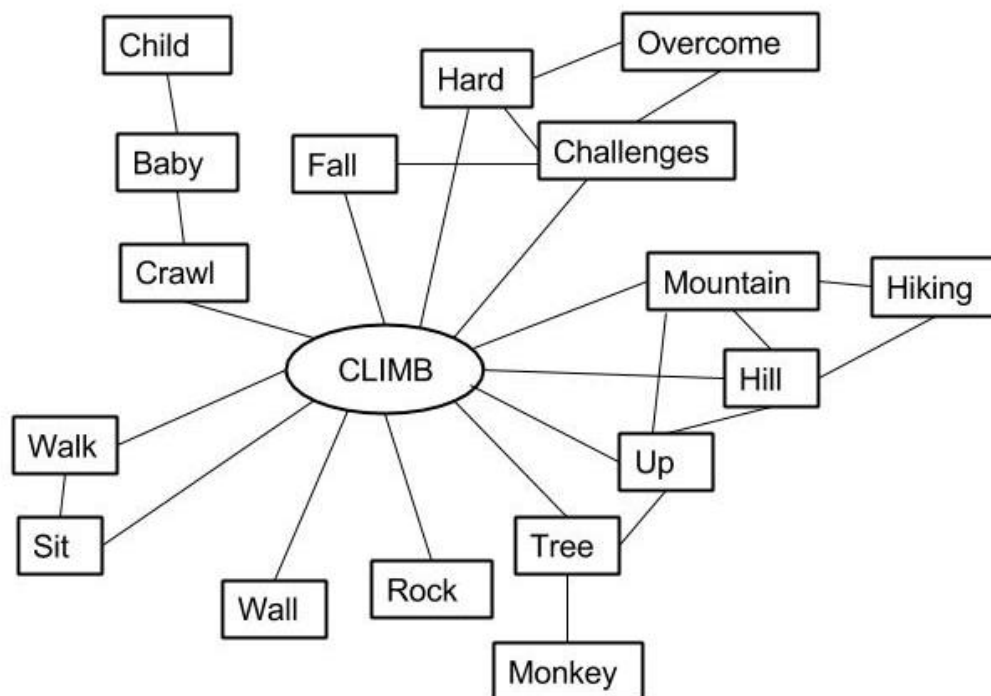 Child
Overcome
Hard
Baby
Fall
Challenges
Crawl
Mountain
Hiking
CLIMB
Hill
Walk
Up
Sit
Tree
Wall
Rock
Monkey